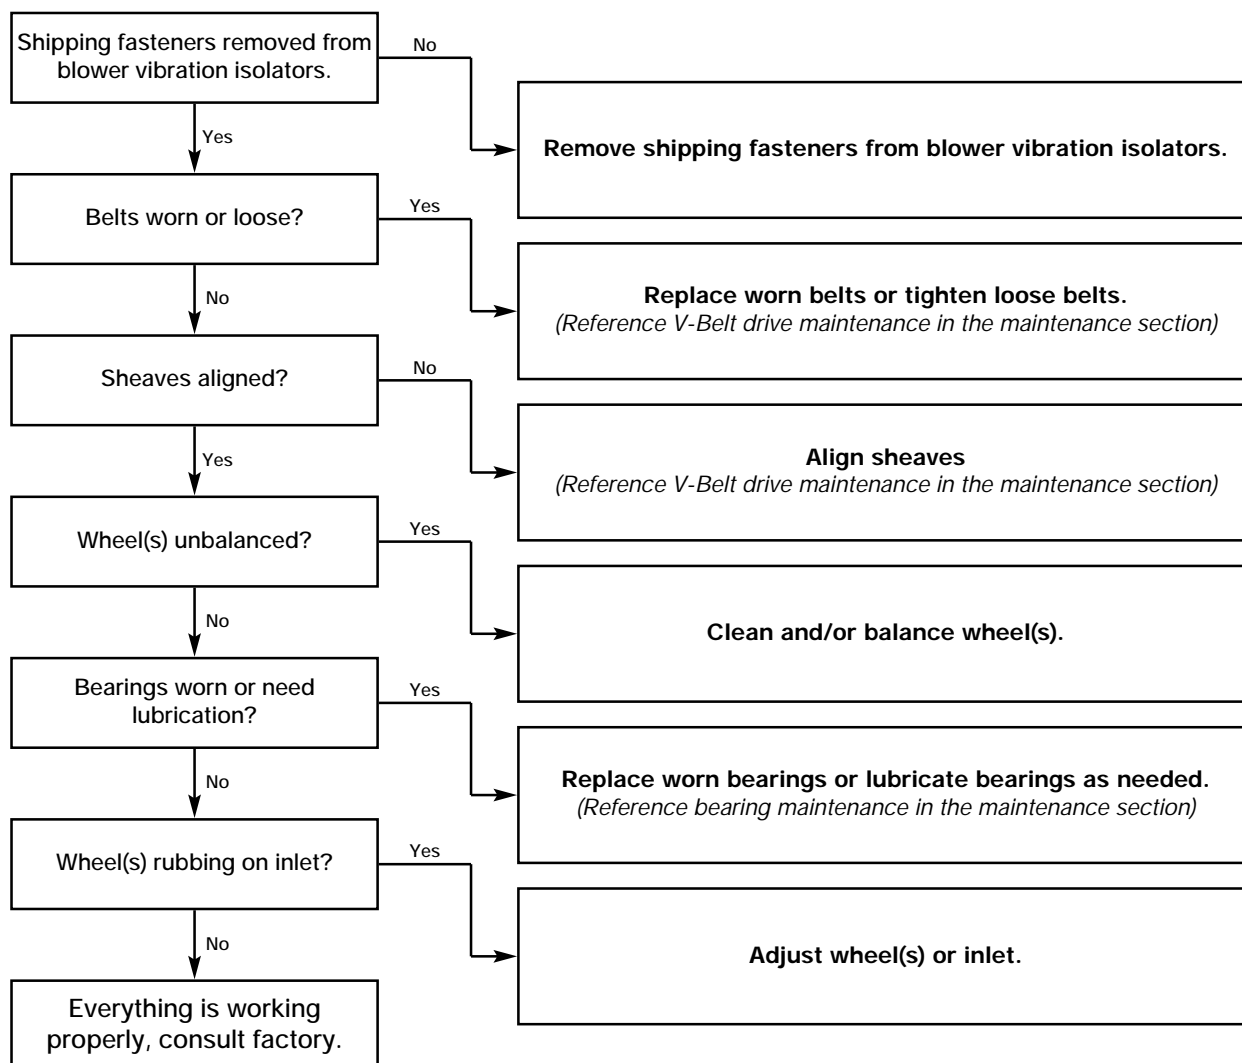 Shipping fasteners removed from
blower vibration isolators.
No
Remove shipping fasteners from blower vibration isolators.
Yes
Belts worn or loose?
Yes
Replace worn belts or tighten loose belts.
(Reference V-Belt drive maintenance in the maintenance section)
No
Sheaves aligned?
No
Align sheaves
(Reference V-Belt drive maintenance in the maintenance section)
Yes
Wheel(s) unbalanced?
Yes
Clean and/or balance wheel(s).
No
Bearings worn or need
lubrication?
Yes
Replace worn bearings or lubricate bearings as needed.
(Reference bearing maintenance in the maintenance section)
No
Wheel(s) rubbing on inlet?
Yes
Adjust wheel(s) or inlet.
No
Everything is working
properly, consult factory.